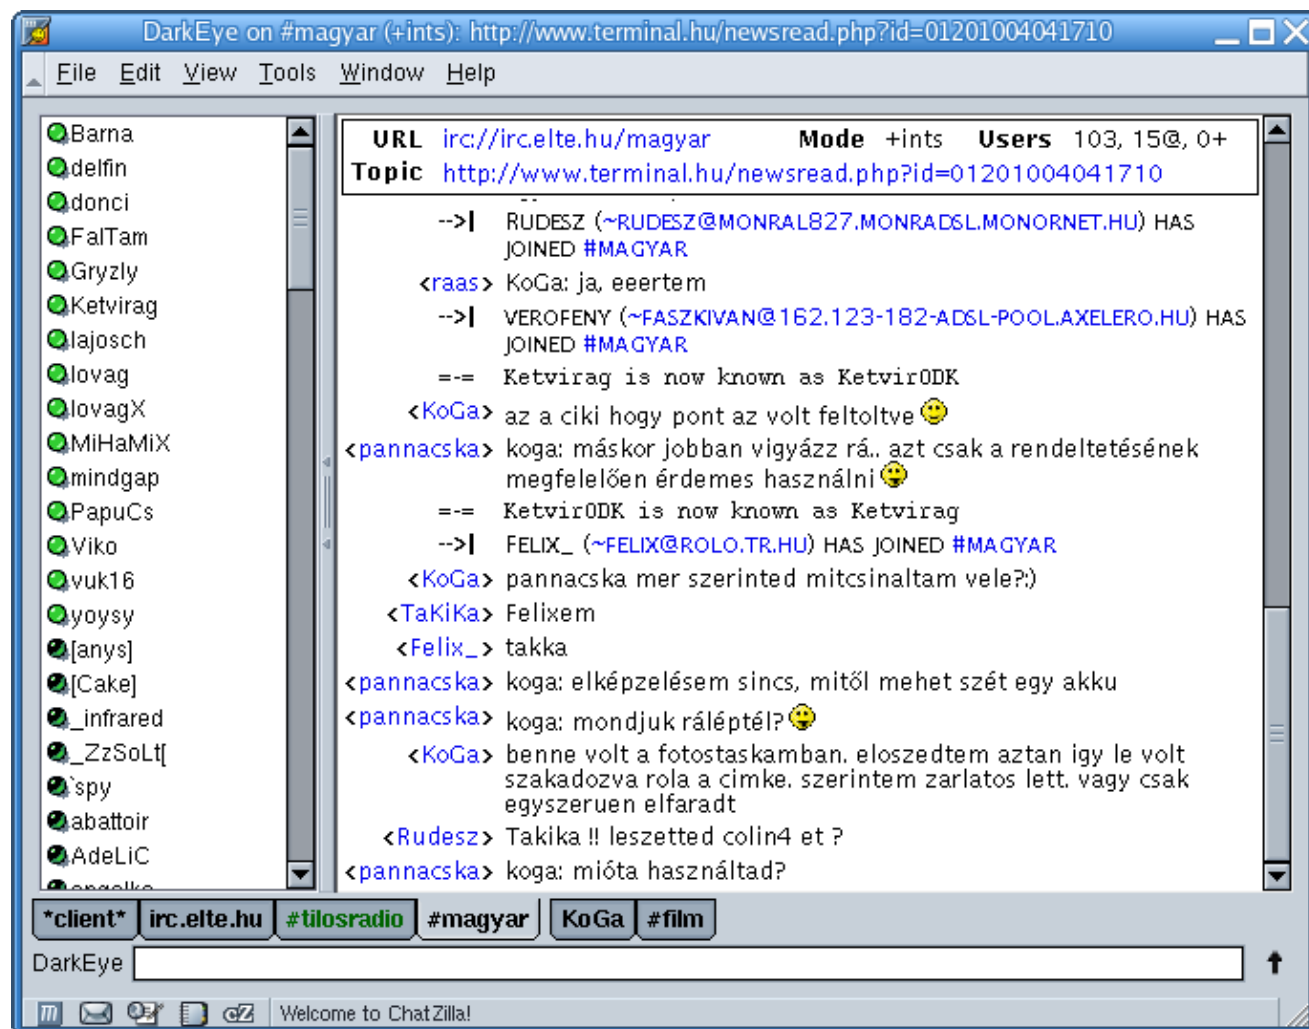 DarkEye on #magyar (+ints): http://www.terminal.hu/newsread.php?id=01201004041710
File Edit View Tools Window Help
Barna
delfin
donci
FalTam
Gryzly
Ketvirag
lajosch
lovag
lovagX
MiHaMiX
mindgap
PapuCs
Viko
vuk16
yoysy
[anys]
[Cake]
_infrared
_ZzSoLt[
`spy
abattoir
AdeLiC
URL irc://irc.elte.hu/magyar Mode +ints Users 103, 15@, 0+
Topic http://www.terminal.hu/newsread.php?id=01201004041710
-->| RUDESZ (~RUDESZ@MONRAL827.MONRADSL.MONORNET.HU) HAS
JOINED #MAGYAR
<raas> KoGa: ja, eeertem
-->| VEROFENY (~FASZKIVAN@162.123-182-ADSL-POOL.AXELERO.HU) HAS
JOINED #MAGYAR
=-= Ketvirag is now known as KetvirODK
<KoGa> az a ciki hogy pont az volt feltoltve
<pannacska> koga: máskor jobban vigyázz rá.. azt csak a rendeltetésének
megfelelően érdemes használni
=-= KetvirODK is now known as Ketvirag
-->| FELIX_ (~FELIX@ROLO.TR.HU) HAS JOINED #MAGYAR
<KoGa> pannacska mer szerinted mitcsinaltam vele?:)
<TaKiKa> Felixem
<Felix_> takka
<pannacska> koga: elképzelésem sincs, mitől mehet szét egy akku
<pannacska> koga: mondjuk ráléptél?
<KoGa> benne volt a fotostaskamban. eloszedtem aztan igy le volt
szakadozva rola a cimke. szerintem zarlatos lett. vagy csak
egyszeruen elfaradt
<Rudesz> Takika !! leszetted colin4 et ?
<pannacska> koga: mióta használtad?
*client* irc.elte.hu #tilosradio #magyar KoGa #film
DarkEye
Welcome to ChatZilla!